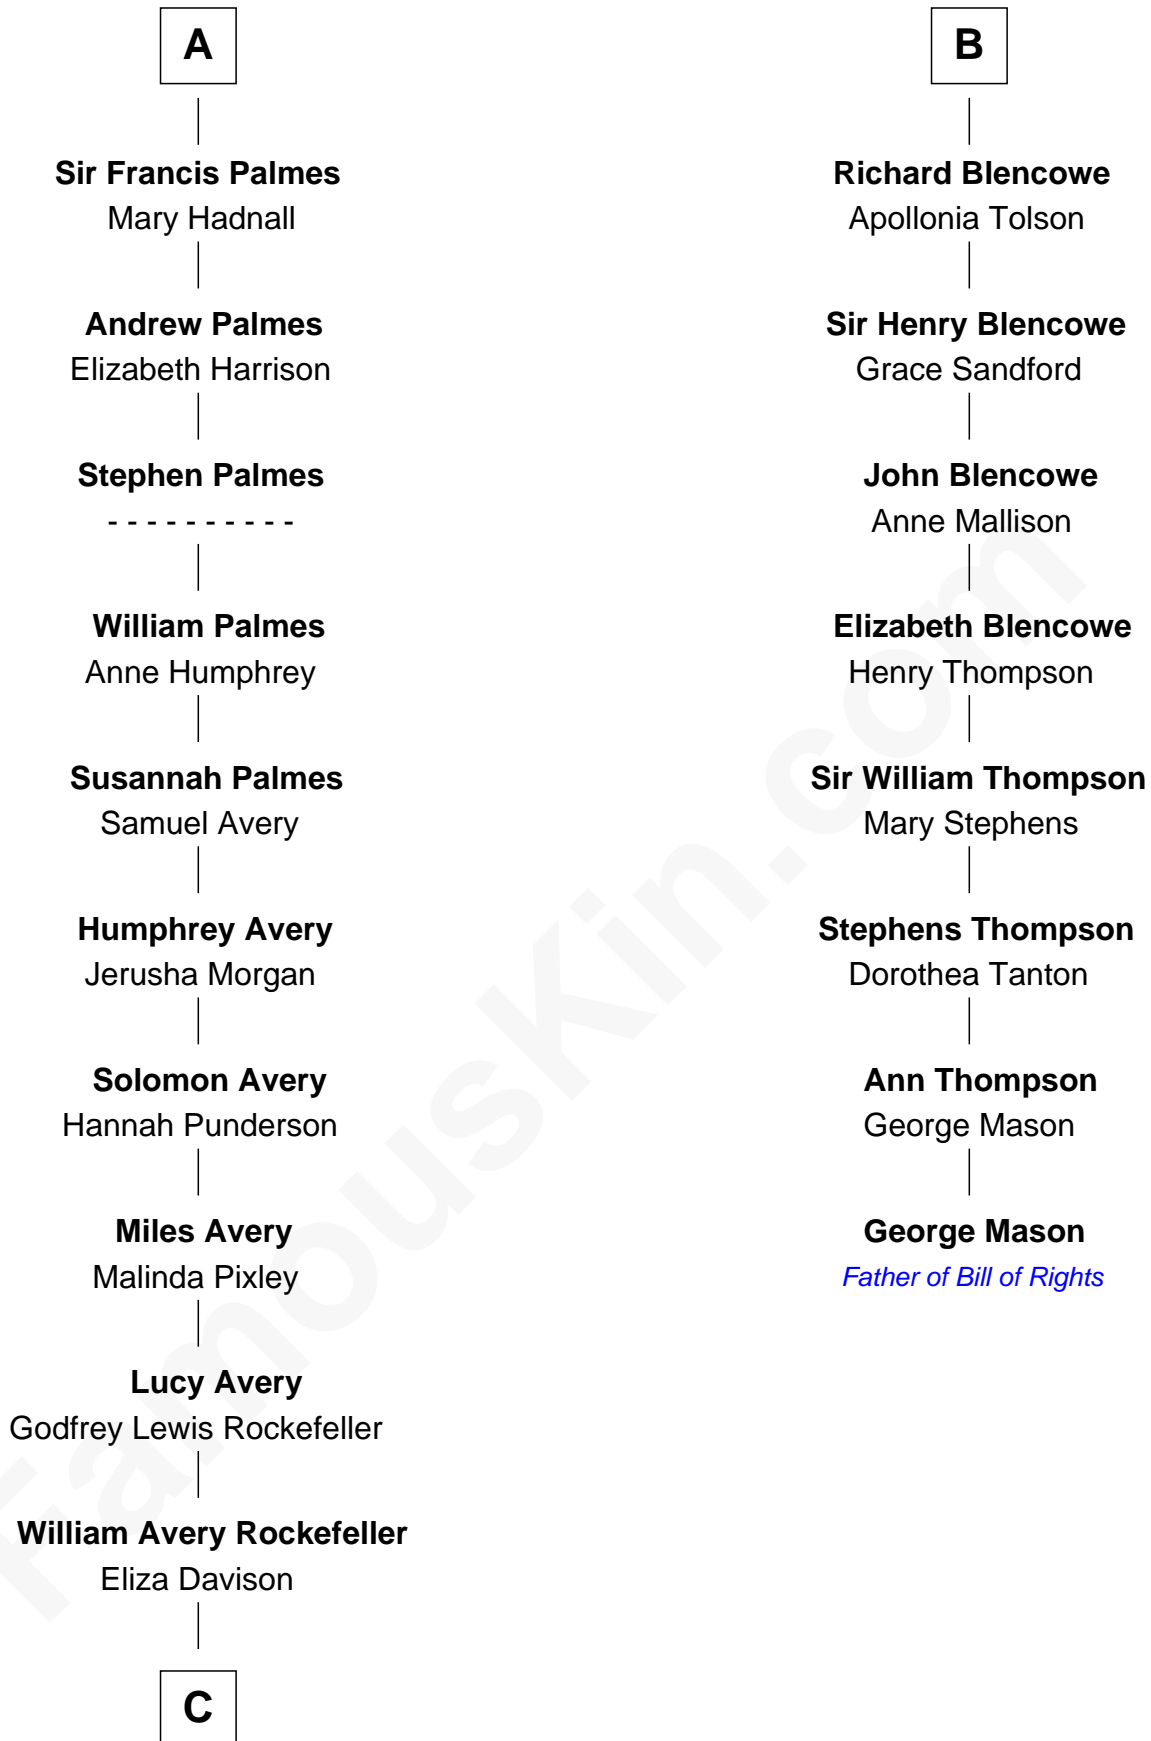 A
Sir Francis Palmes
Mary Hadnall
Andrew Palmes
Elizabeth Harrison
Stephen Palmes
- - - - - - - - - -
William Palmes
Anne Humphrey
Susannah Palmes
Samuel Avery
Humphrey Avery
Jerusha Morgan
Solomon Avery
Hannah Punderson
Miles Avery
Malinda Pixley
Lucy Avery
Godfrey Lewis Rockefeller
William Avery Rockefeller
Eliza Davison
C
B
Richard Blencowe
Apollonia Tolson
Sir Henry Blencowe
Grace Sandford
John Blencowe
Anne Mallison
Elizabeth Blencowe
Henry Thompson
Sir William Thompson
Mary Stephens
Stephens Thompson
Dorothea Tanton
Ann Thompson
George Mason
George Mason
Father of Bill of Rights
FamousKin.com